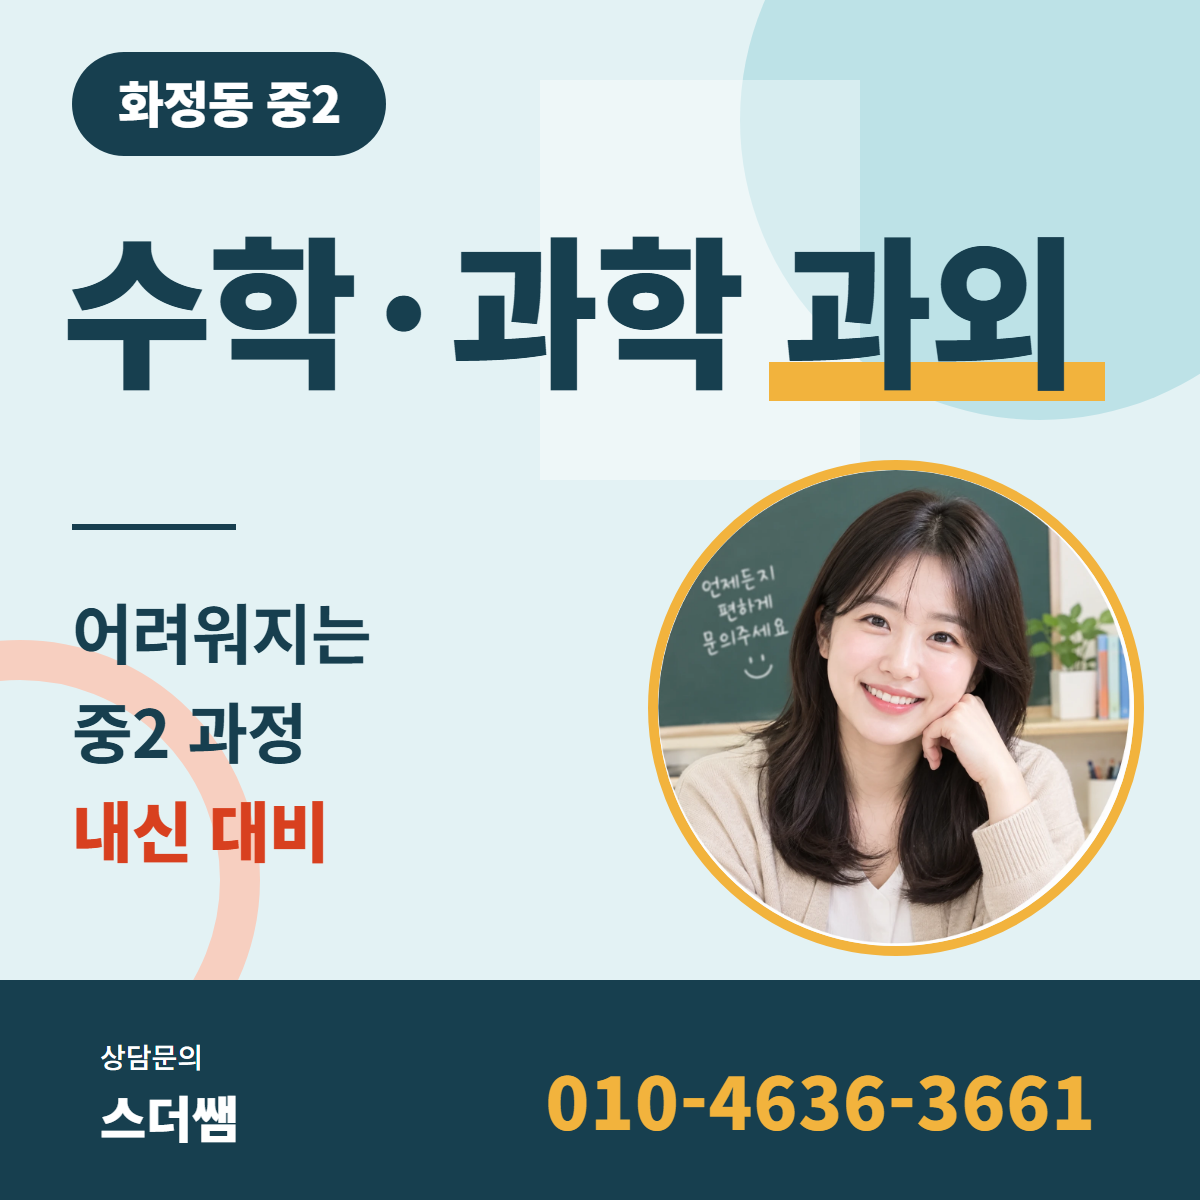 화정동 중2
수학·과학 과외
어려워지는
중2 과정
내신 대비
언제든지
편하게
문의주세요
상담문의
스더쌤
010-4636-3661